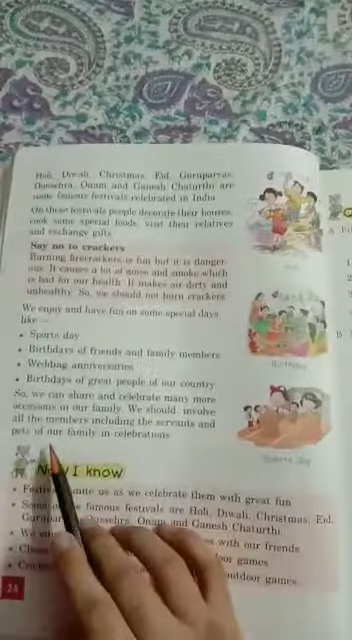 Holi, Diwali, Christmas, Eid, Gurupurvas,
Dussehra, Onam and Ganesh Chaturthi are
some famous festivals celebrated in India
On these festivals people decorate their houses,
cook some special foods, visit their relatives
and exchange gifts.
Say no to crackers
Burning firecrackers is fun but it is danger-
ous. It causes a lot of noise and smoke which
is bad for our health. It makes air dirty and
unhealthy. So, we should not burn crackers.
We enjoy and have fun on some special days
like —
• Sports day
• Birthdays of friends and family members
• Wedding anniversaries
• Birthdays of great people of our country
So, we can share and celebrate many more
occasions in our family. We should involve
all the members including the servants and
pets of our family in celebrations
Birthday
Sports day
Now I know
• unite us as we celebrate them with great fun
• famous festivals are Holi, Diwali, Christmas, Eid,
Dussehra, Onam and Ganesh Chaturthi
• We with our friends
• games
• outdoor games
24
A
B